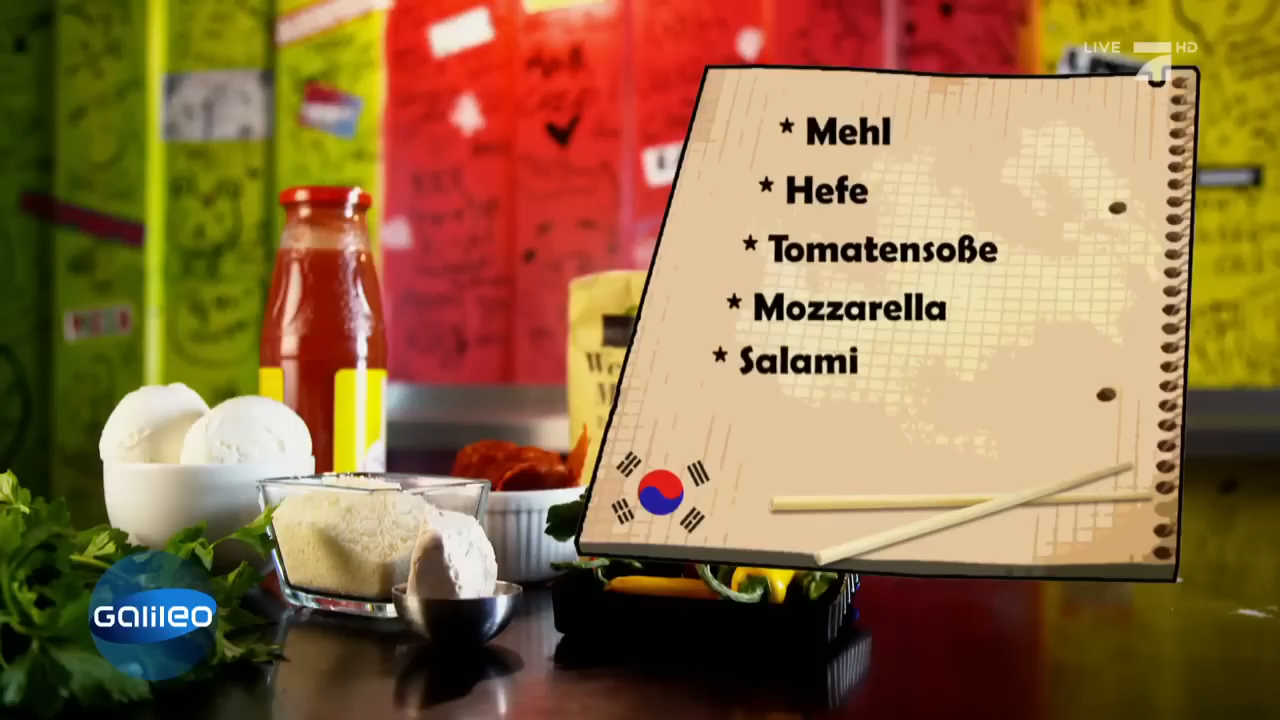 LIVE HD
* Mehl
* Hefe
* Tomatensoße
* Mozzarella
* Salami
GALILEO